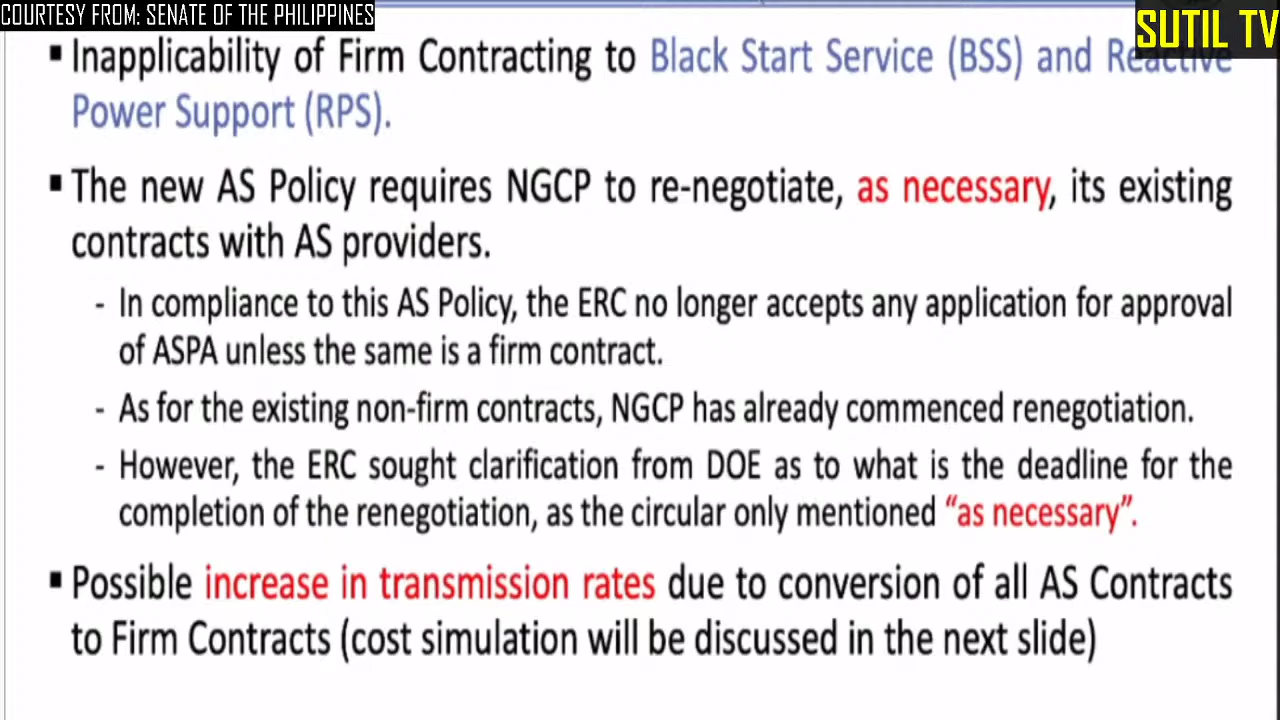 COURTESY FROM: SENATE OF THE PHILIPPINES
SUTIL TV
▪ Inapplicability of Firm Contracting to Black Start Service (BSS) and Reactive
Power Support (RPS).
▪ The new AS Policy requires NGCP to re-negotiate, as necessary, its existing
contracts with AS providers.
- In compliance to this AS Policy, the ERC no longer accepts any application for approval
of ASPA unless the same is a firm contract.
- As for the existing non-firm contracts, NGCP has already commenced renegotiation.
- However, the ERC sought clarification from DOE as to what is the deadline for the
completion of the renegotiation, as the circular only mentioned “as necessary”.
▪ Possible increase in transmission rates due to conversion of all AS Contracts
to Firm Contracts (cost simulation will be discussed in the next slide)